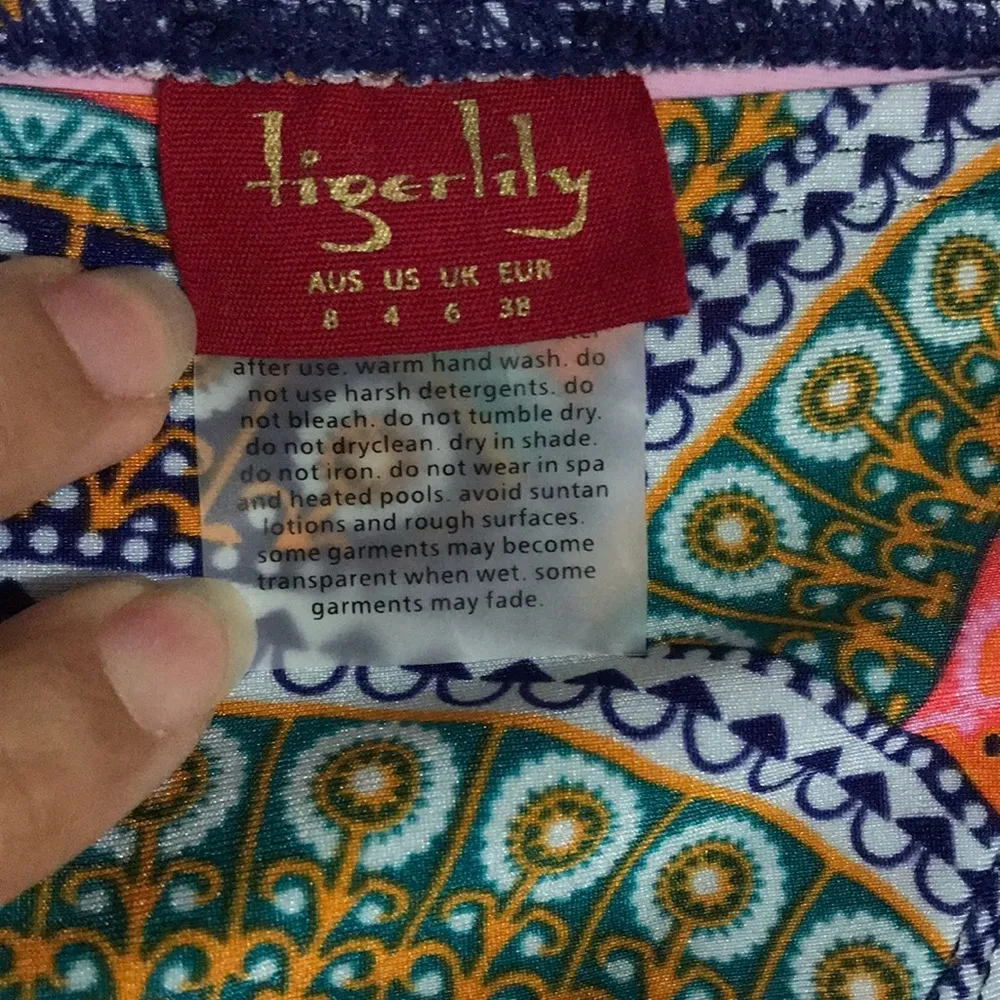 tigerlily
AUS US UK EUR
8 4 6 38
after use. warm hand wash. do
not use harsh detergents. do
not bleach. do not tumble dry.
do not dryclean. dry in shade.
do not iron. do not wear in spa
and heated pools. avoid suntan
lotions and rough surfaces.
some garments may become
transparent when wet. some
garments may fade.